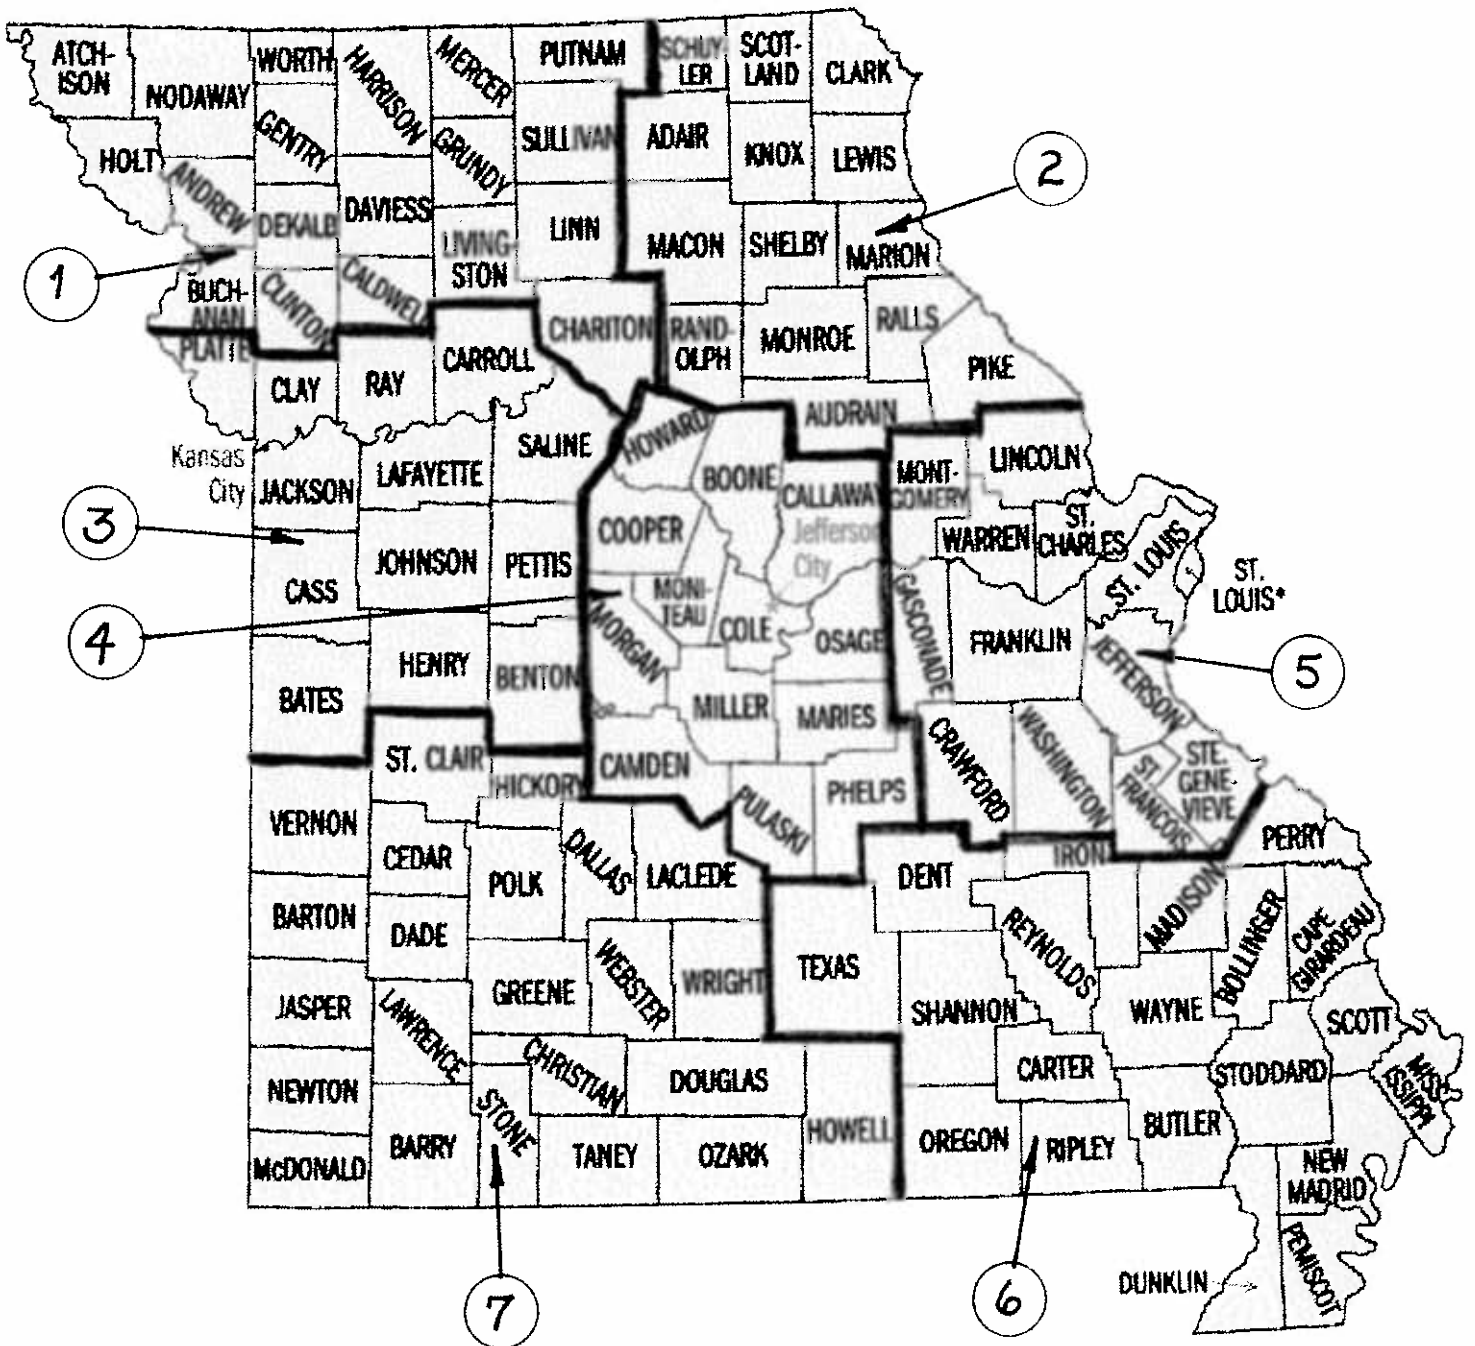 ATCH-
ISON
NODAWAY
WORTH
HARRISON
MERCER
PUTNAM
SCHUY-
LER
SCOT-
LAND
CLARK
HOLT
GENTRY
GRUNDY
SULLIVAN
ADAIR
KNOX
LEWIS
2
ANDREW
DEKALB
DAVIESS
LIVING-
STON
LINN
MACON
SHELBY
MARION
1
BUCH-
ANAN
CLINTON
CALDWELL
CHARITON
RAND-
OLPH
MONROE
RALLS
PLATTE
CLAY
RAY
CARROLL
PIKE
AUDRAIN
Kansas
City
JACKSON
LAFAYETTE
SALINE
HOWARD
BOONE
CALLAWAY
MONT-
GOMERY
LINCOLN
3
CASS
JOHNSON
PETTIS
COOPER
Jefferson
City
WARREN
ST.
CHARLES
ST. LOUIS
ST.
LOUIS*
4
MONI-
TEAU
MORGAN
COLE
OSAGE
GASCONADE
FRANKLIN
JEFFERSON
5
BATES
HENRY
BENTON
MILLER
MARIES
ST. CLAIR
HICKORY
CAMDEN
PULASKI
PHELPS
CRAWFORD
WASHINGTON
ST.
FRANCOIS
STE.
GENE-
VIEVE
PERRY
VERNON
CEDAR
POLK
DALLAS
LACLEDE
DENT
IRON
MADISON
BOLLINGER
CAPE
GIRARDEAU
BARTON
DADE
GREENE
WEBSTER
WRIGHT
TEXAS
REYNOLDS
SHANNON
WAYNE
SCOTT
JASPER
LAWRENCE
CHRISTIAN
DOUGLAS
CARTER
STODDARD
MISS-
ISSIPPI
NEWTON
STONE
BARRY
TANEY
OZARK
HOWELL
OREGON
RIPLEY
BUTLER
McDONALD
NEW
MADRID
DUNKLIN
PEMISCOT
7
6